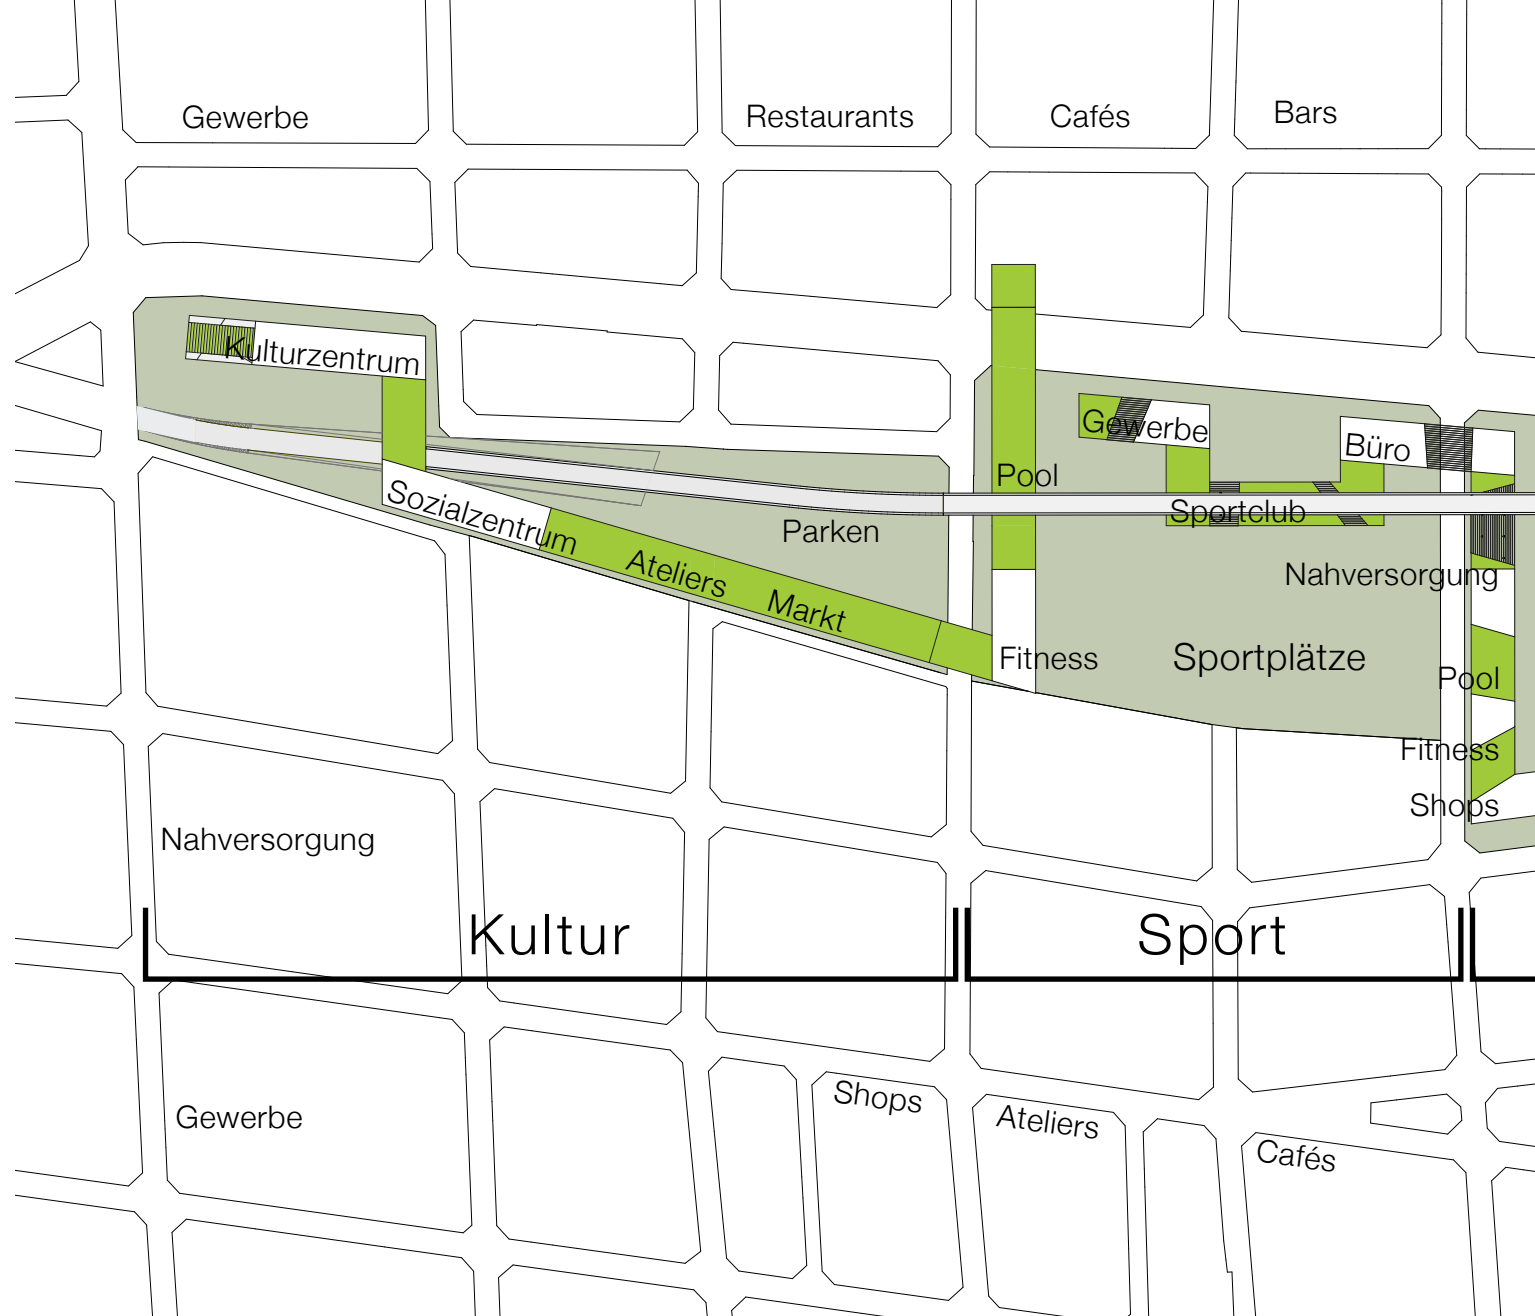 Gewerbe
Restaurants
Cafés
Bars
Kulturzentrum
Gewerbe
Büro
Pool
Sozialzentrum
Sportclub
Parken
Ateliers
Nahversorgung
Markt
Fitness
Sportplätze
Pool
Fitness
Shops
Nahversorgung
Kultur
Sport
Shops
Gewerbe
Ateliers
Cafés